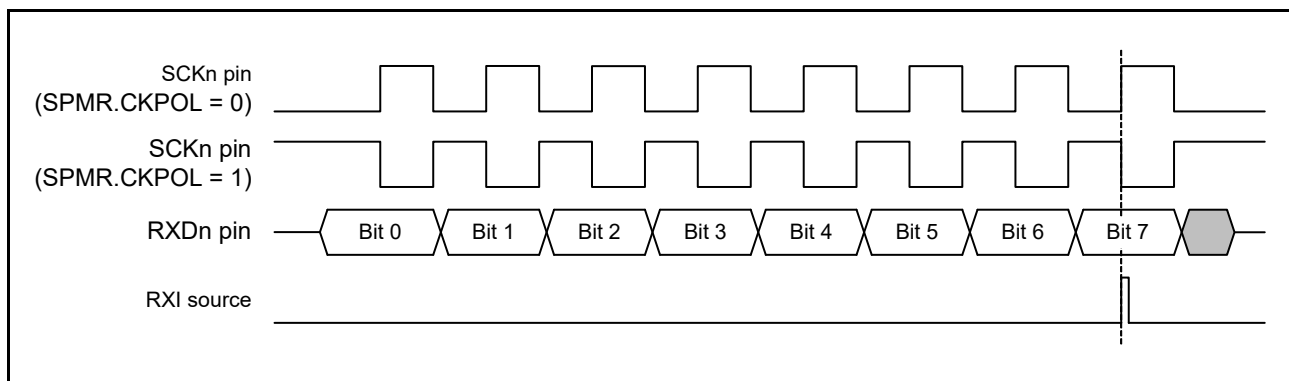 SCKn pin
(SPMR.CKPOL = 0)
SCKn pin
(SPMR.CKPOL = 1)
RXDn pin
Bit 0 Bit 1 Bit 2 Bit 3 Bit 4 Bit 5 Bit 6 Bit 7
RXI source